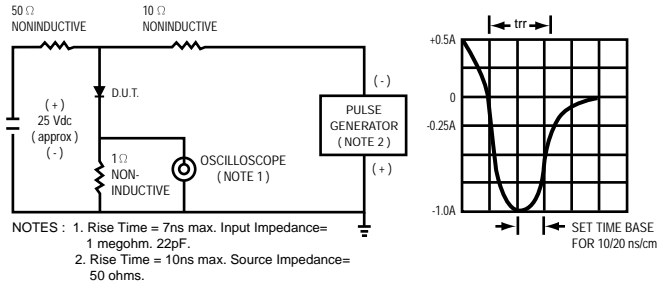 50 Ω
NONINDUCTIVE
10 Ω
NONINDUCTIVE
( + )
25 Vdc
( approx )
( - )
D.U.T.
1 Ω
NON-
INDUCTIVE
OSCILLOSCOPE
( NOTE 1 )
( - )
PULSE
GENERATOR
( NOTE 2 )
( + )
NOTES : 1. Rise Time = 7ns max. Input Impedance=
1 megohm. 22pF.
2. Rise Time = 10ns max. Source Impedance=
50 ohms.
trr
+0.5A
0
-0.25A
-1.0A
SET TIME BASE
FOR 10/20 ns/cm